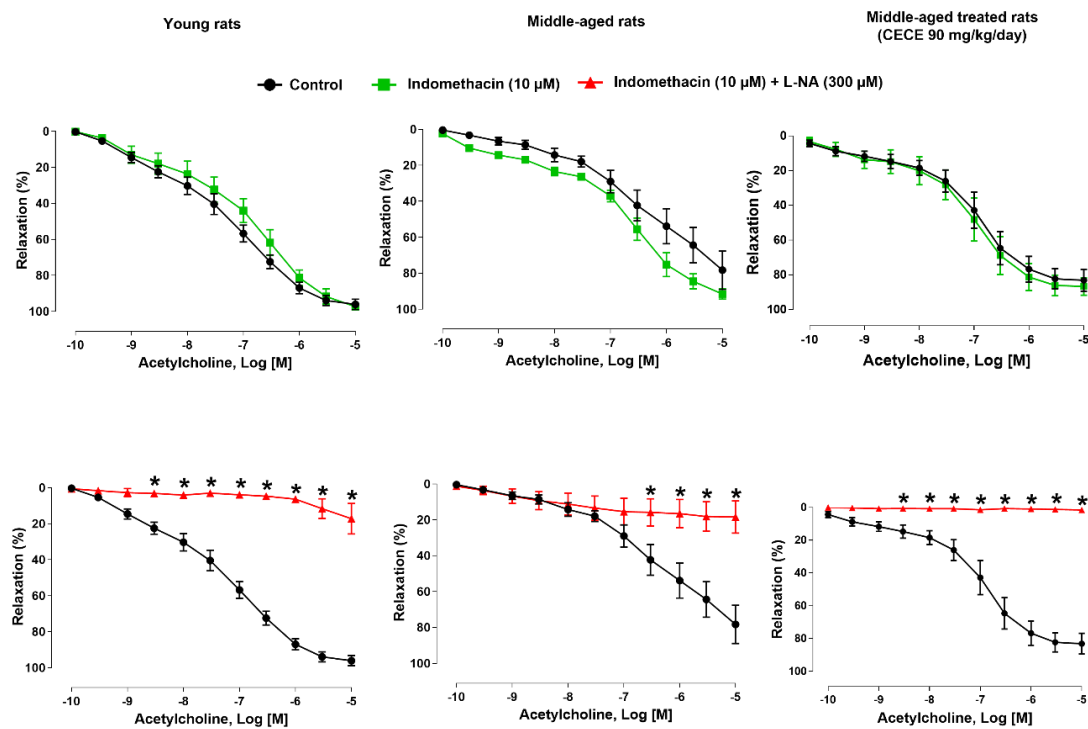 Young rats
Middle-aged rats
Middle-aged treated rats
(CECE 90 mg/kg/day)
Control
Indomethacin (10 µM)
Indomethacin (10 µM) + L-NA (300 µM)
Relaxation (%)
0
20
40
60
80
100
-10 -9 -8 -7 -6 -5
Acetylcholine, Log [M]
Relaxation (%)
0
20
40
60
80
100
-10 -9 -8 -7 -6 -5
Acetylcholine, Log [M]
Relaxation (%)
0
20
40
60
80
100
-10 -9 -8 -7 -6 -5
Acetylcholine, Log [M]
* * * * * * * *
Relaxation (%)
0
20
40
60
80
100
-10 -9 -8 -7 -6 -5
Acetylcholine, Log [M]
* * * *
Relaxation (%)
0
20
40
60
80
100
-10 -9 -8 -7 -6 -5
Acetylcholine, Log [M]
* * * * * * * *
Relaxation (%)
0
20
40
60
80
100
-10 -9 -8 -7 -6 -5
Acetylcholine, Log [M]